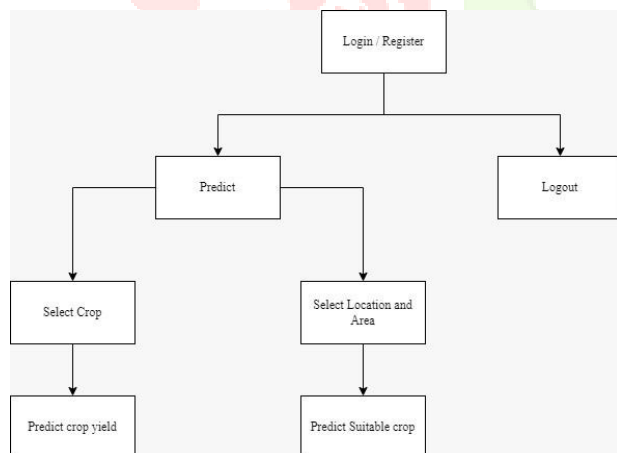 Login / Register
Predict
Logout
Select Crop
Select Location and
Area
Predict crop yield
Predict Suitable crop